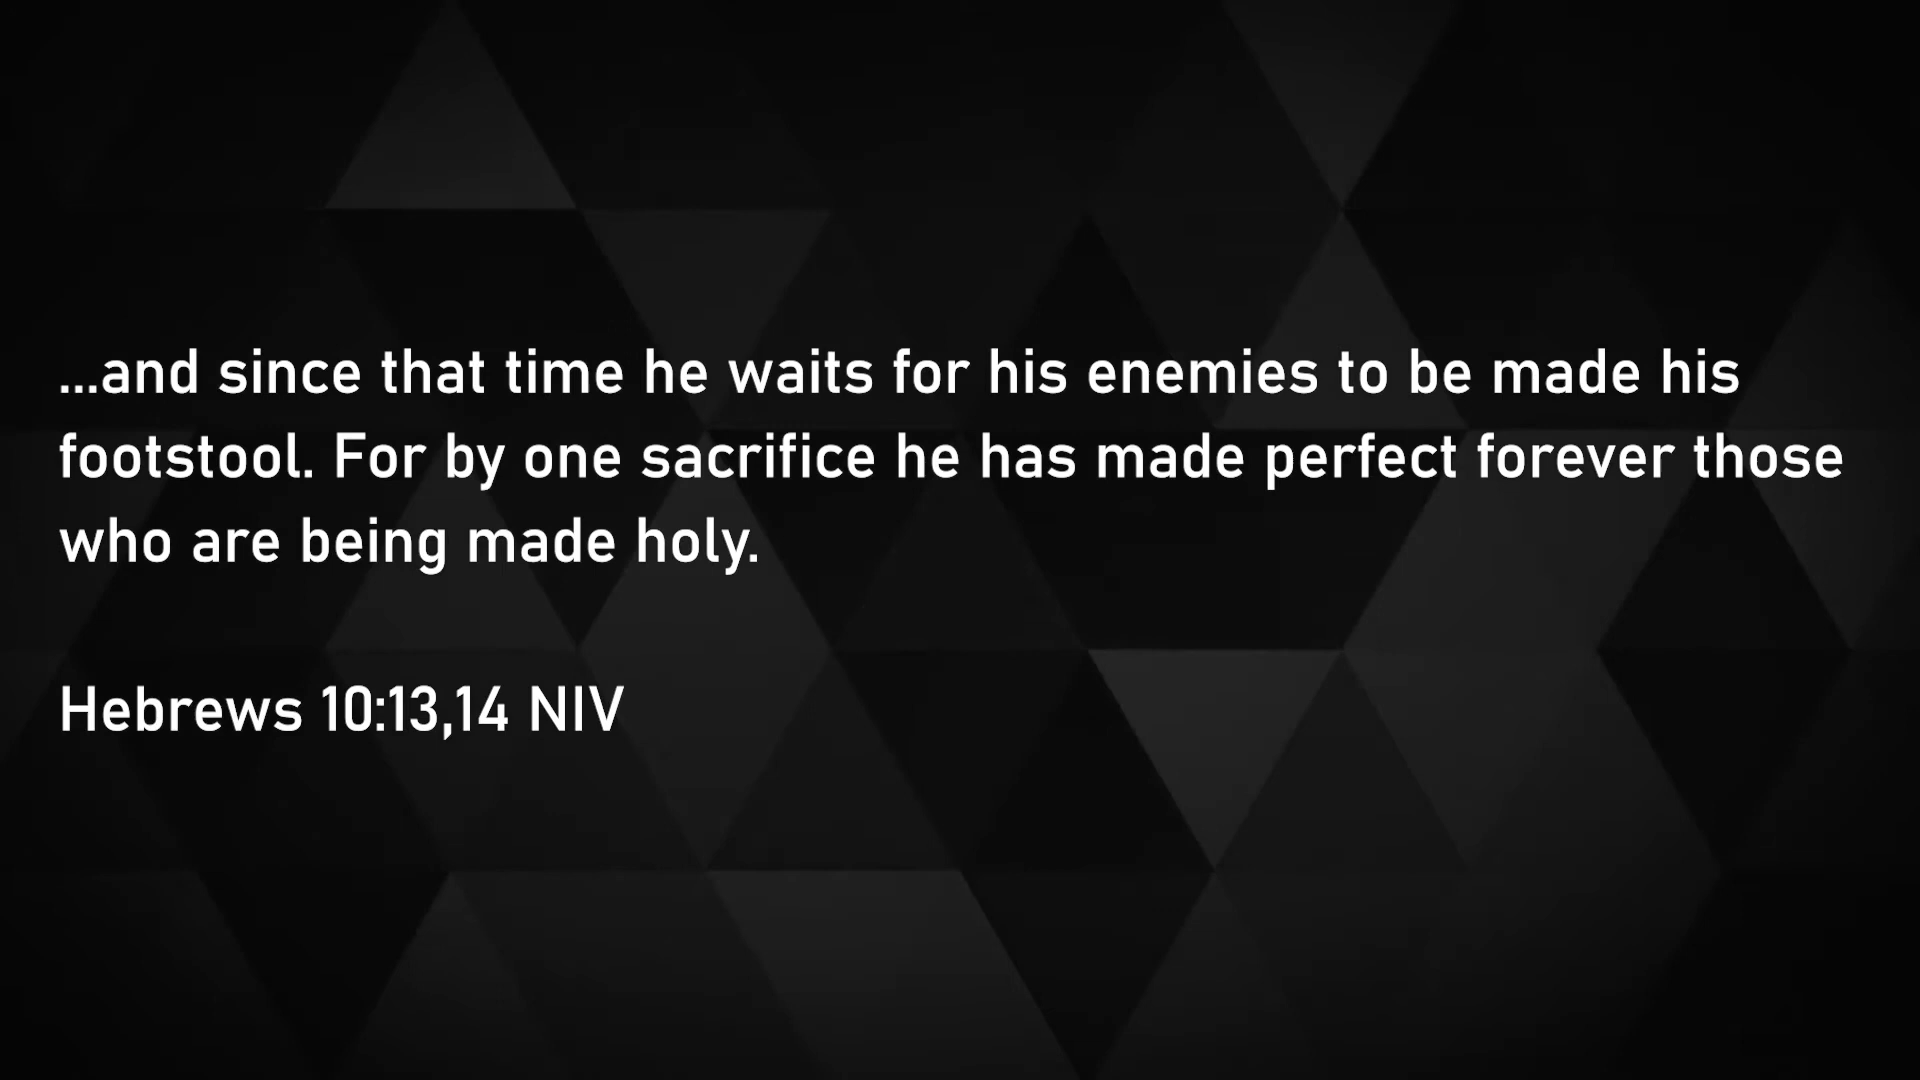 ...and since that time he waits for his enemies to be made his
footstool. For by one sacrifice he has made perfect forever those
who are being made holy.
Hebrews 10:13,14 NIV